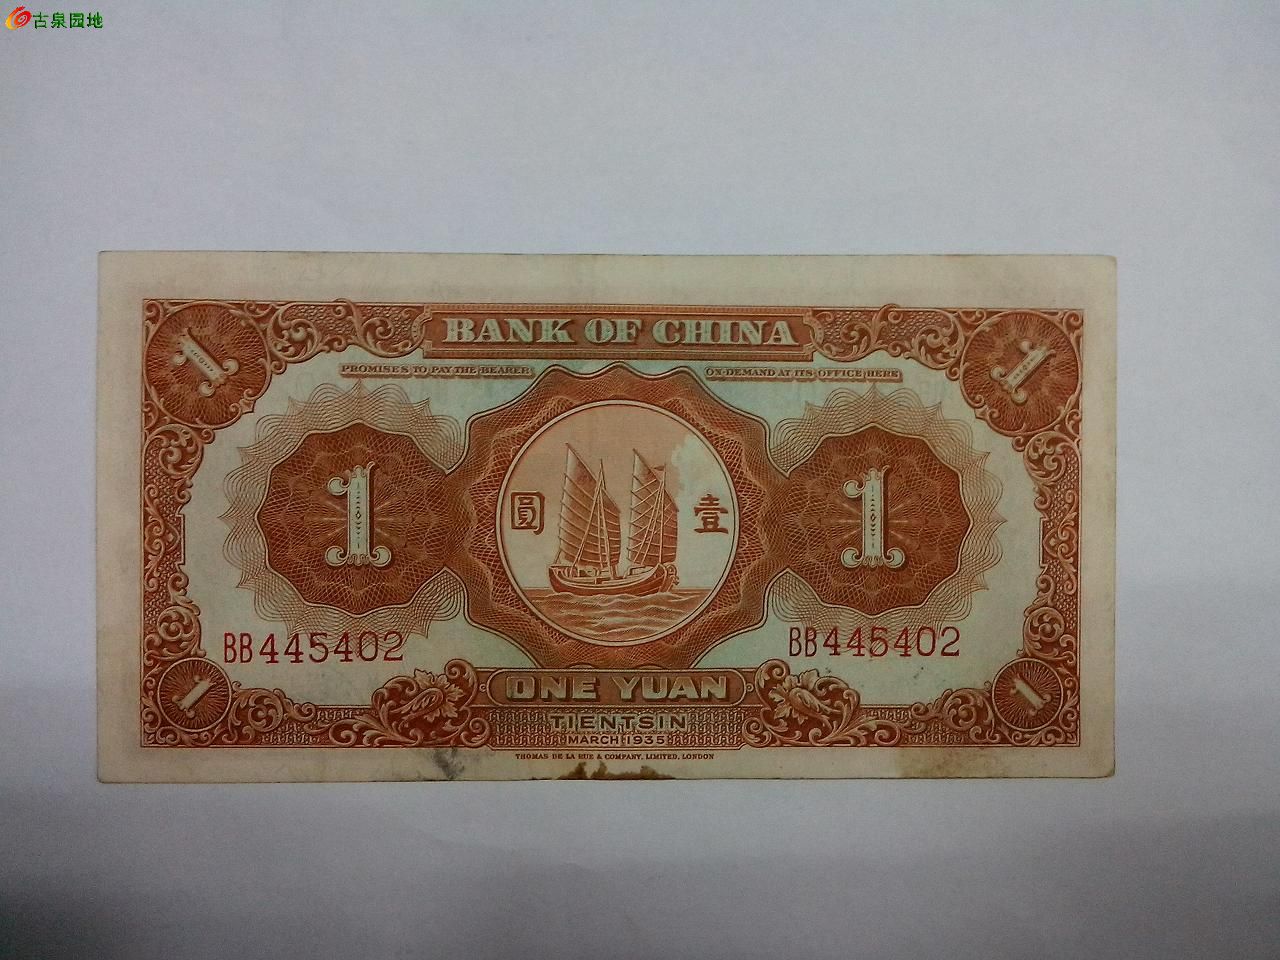 古泉园地
1 BANK OF CHINA 1
PROMISES TO PAY THE BEARER ON DEMAND AT ITS OFFICE HERE
1 圓 壹 1
BB445402 BB445402
1 ONE YUAN 1
TIENTSIN
MARCH 1935
THOMAS DE LA RUE & COMPANY, LIMITED, LONDON